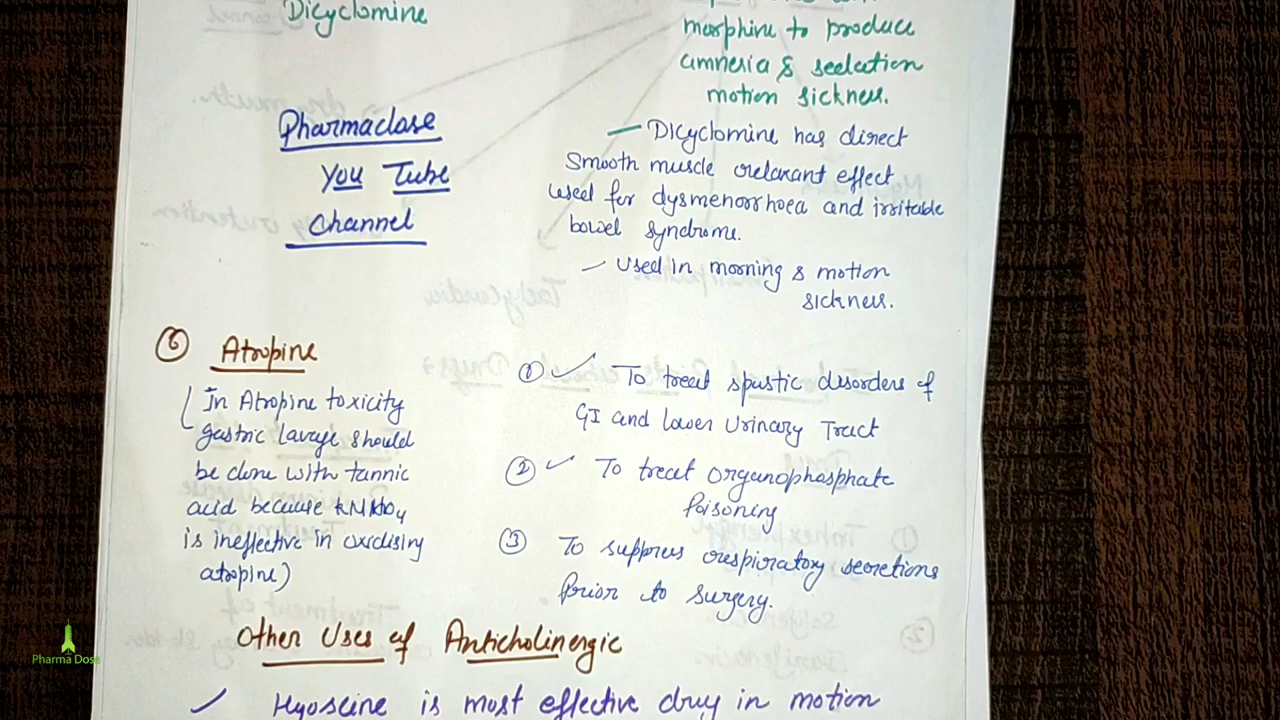 Dicyclomine
morphine to produce
amnesia & sedation
motion sickness.
Pharmadose
You Tube
Channel
— Dicyclomine has direct
Smooth muscle relaxant effect
used for dysmenorrhoea and irritable
bowel syndrome.
— used in morning & motion
sickness.
⑥ Atropine
(In Atropine toxicity
gastric lavage should
be done with tannic
acid because
is ineffective in oxidising
atropine)
① ✓ To treat spastic disorders of
GI and lower Urinary Tract
② ✓ To treat organophosphate
Poisoning
③ To suppress respiratory secretions
Prior to surgery.
Other Uses of Anticholinergic
✓ Hyoscine is most effective drug in motion
Pharma Dose